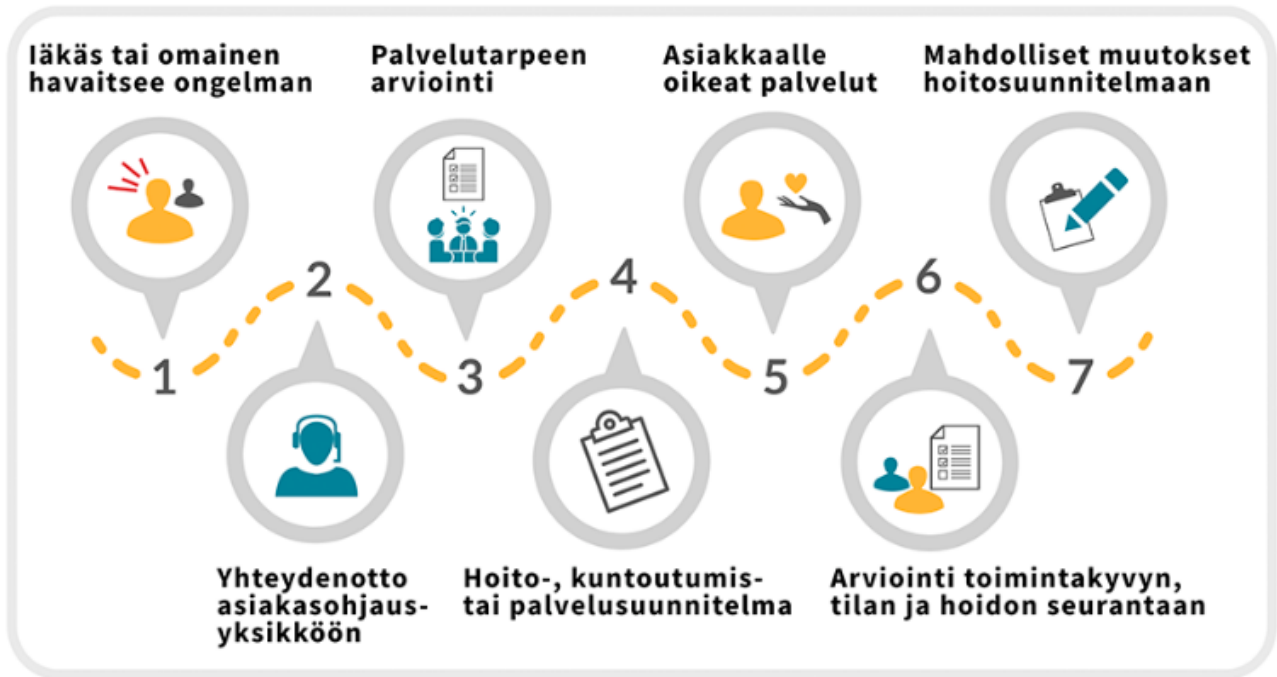 Iäkäs tai omainen
havaitsee ongelman
Palvelutarpeen
arviointi
Asiakkaalle
oikeat palvelut
Mahdolliset muutokset
hoitosuunnitelmaan
1
2
3
4
5
6
7
Yhteydenotto
asiakasohjaus-
yksikköön
Hoito-, kuntoutumis-
tai palvelusuunnitelma
Arviointi toimintakyvyn,
tilan ja hoidon seurantaan